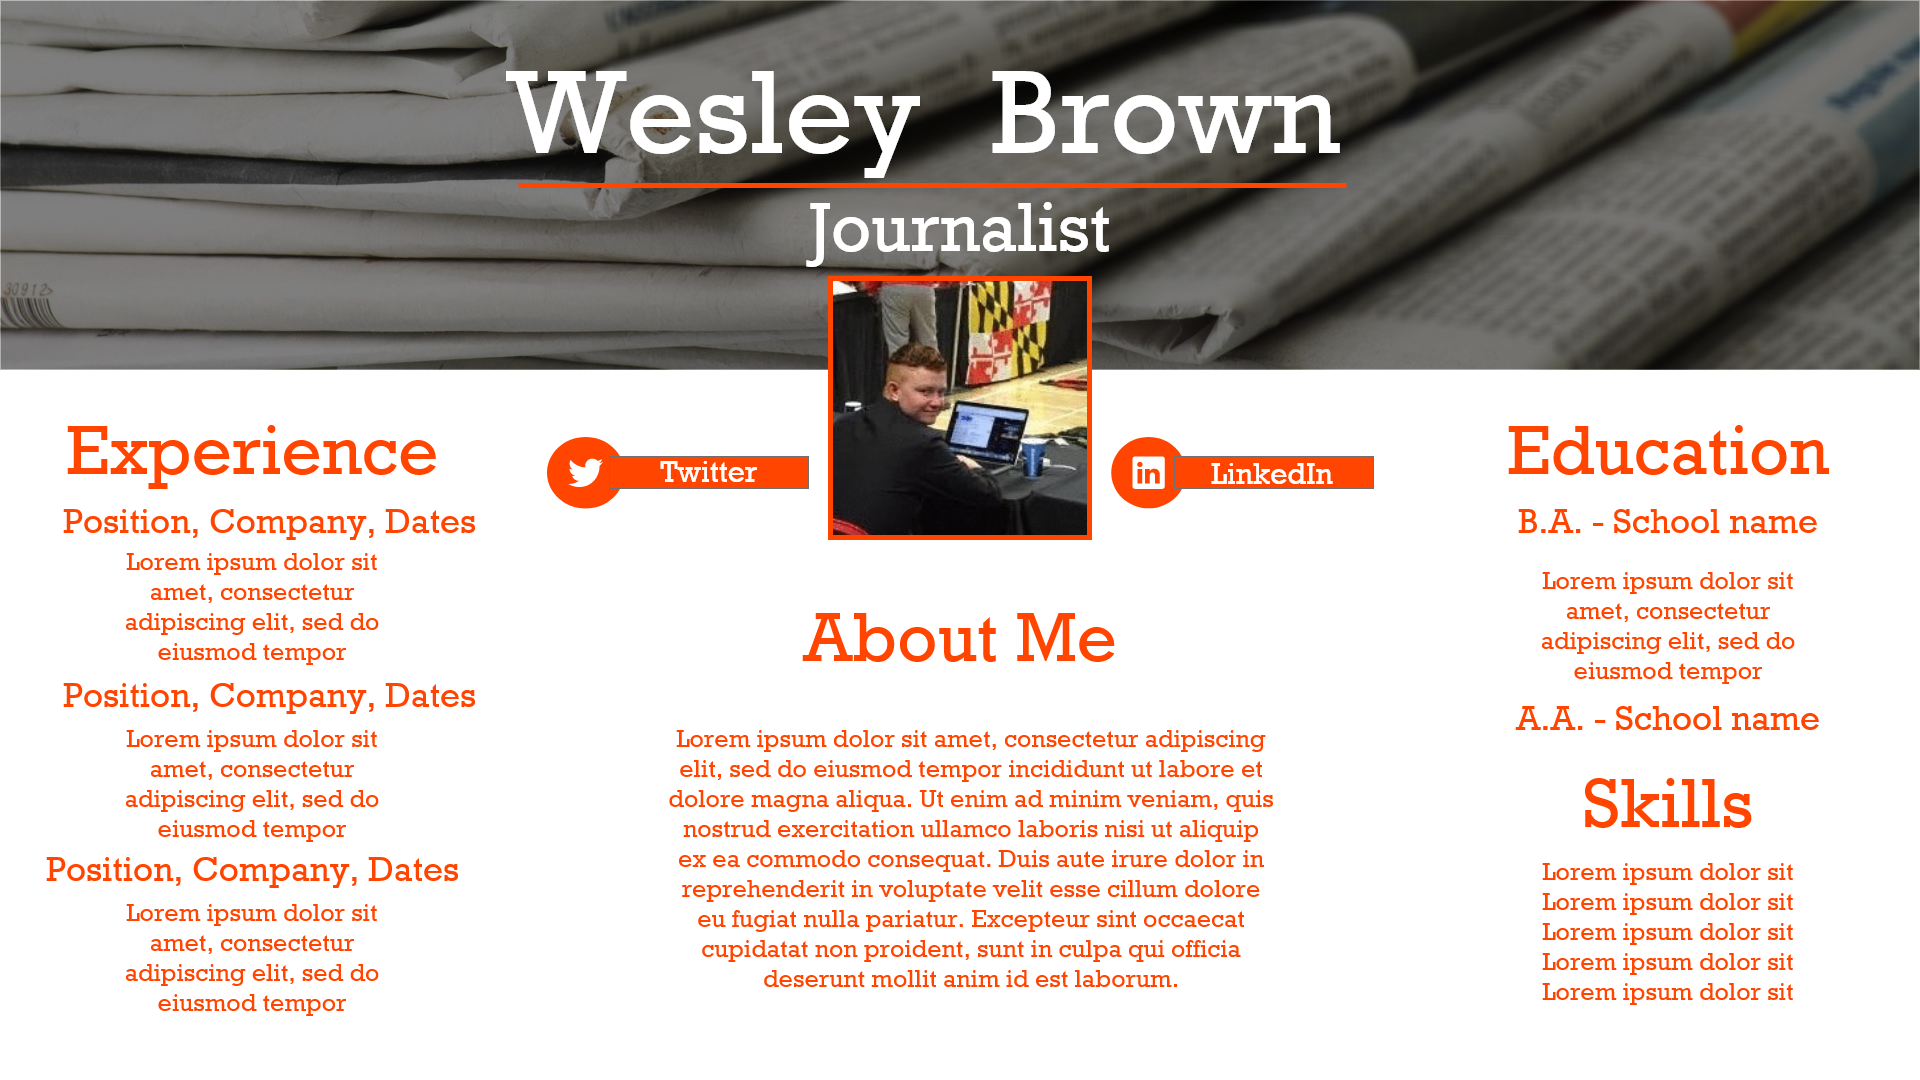 Wesley Brown
Journalist
30912>
Experience
Position, Company, Dates
Lorem ipsum dolor sit
amet, consectetur
adipiscing elit, sed do
eiusmod tempor
Position, Company, Dates
Lorem ipsum dolor sit
amet, consectetur
adipiscing elit, sed do
eiusmod tempor
Position, Company, Dates
Lorem ipsum dolor sit
amet, consectetur
adipiscing elit, sed do
eiusmod tempor
Twitter
in LinkedIn
About Me
Lorem ipsum dolor sit amet, consectetur adipiscing
elit, sed do eiusmod tempor incididunt ut labore et
dolore magna aliqua. Ut enim ad minim veniam, quis
nostrud exercitation ullamco laboris nisi ut aliquip
ex ea commodo consequat. Duis aute irure dolor in
reprehenderit in voluptate velit esse cillum dolore
eu fugiat nulla pariatur. Excepteur sint occaecat
cupidatat non proident, sunt in culpa qui officia
deserunt mollit anim id est laborum.
Education
B.A. - School name
Lorem ipsum dolor sit
amet, consectetur
adipiscing elit, sed do
eiusmod tempor
A.A. - School name
Skills
Lorem ipsum dolor sit
Lorem ipsum dolor sit
Lorem ipsum dolor sit
Lorem ipsum dolor sit
Lorem ipsum dolor sit